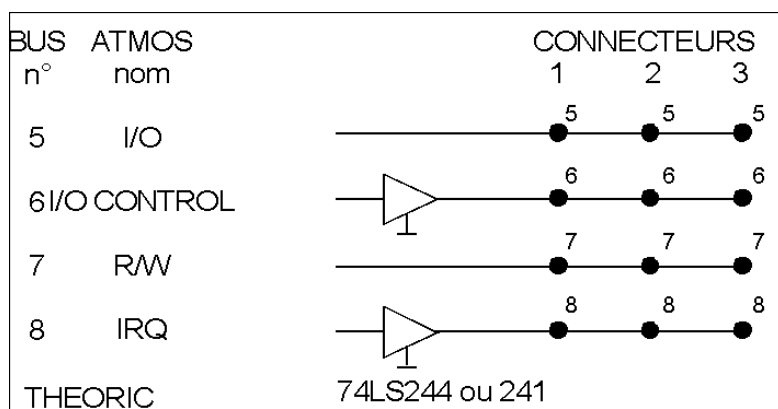 BUS ATMOS CONNECTEURS
n° nom 1 2 3
5 I/O 5 5 5
6 I/O CONTROL 6 6 6
7 R/W 7 7 7
8 IRQ 8 8 8
THEORIC 74LS244 ou 241